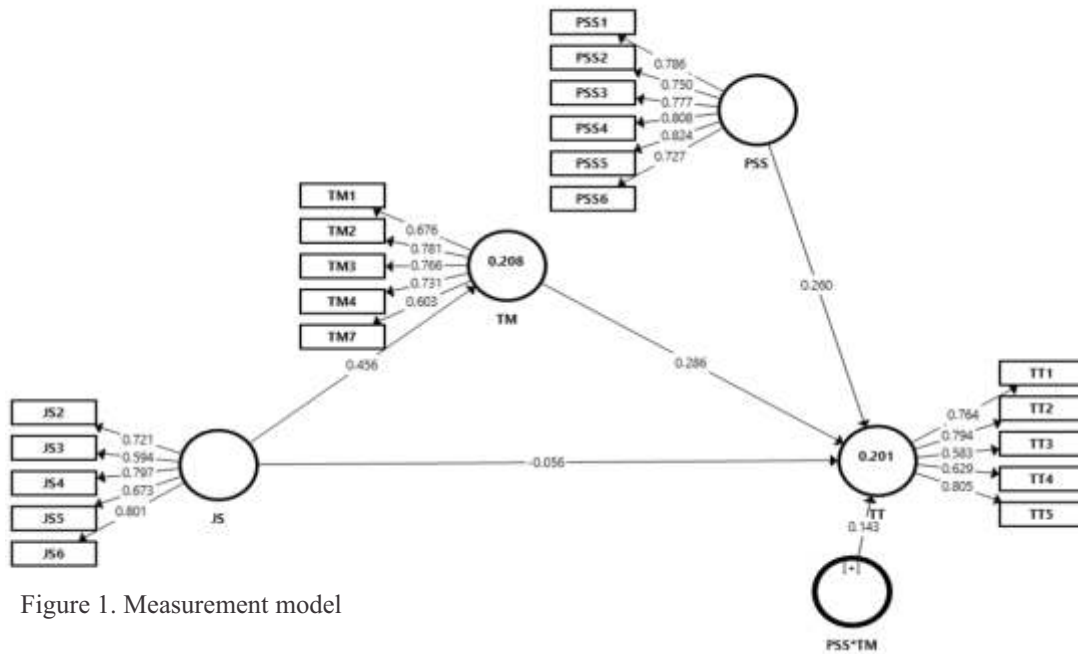 PSS1
PSS2
PSS3
PSS4
PSS5
PSS6
0.786
0.750
0.777
0.808
0.824
0.727
PSS
TM1
TM2
TM3
TM4
TM7
0.676
0.781
0.766
0.731
0.603
0.208
TM
0.260
0.456
0.286
JS2
JS3
JS4
JS5
JS6
0.721
0.594
0.797
0.673
0.801
JS
-0.056
0.201
TT
0.764
0.794
0.583
0.629
0.805
TT1
TT2
TT3
TT4
TT5
0.143
[+]
PSS*TM
Figure 1. Measurement model